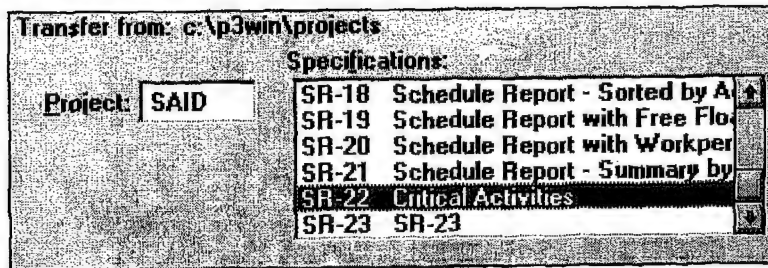 Transfer from: c:\p3win\projects
Specifications:
Project: SAID
SR-18 Schedule Report - Sorted by A
SR-19 Schedule Report with Free Floa
SR-20 Schedule Report with Workper
SR-21 Schedule Report - Summary by
SR-22 Critical Activities
SR-23 SR-23